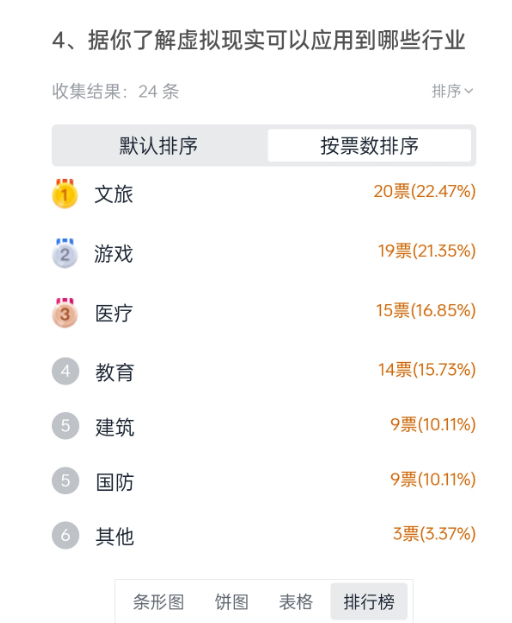 4、据你了解虚拟现实可以应用到哪些行业
收集结果：24 条
排序
默认排序
按票数排序
1 文旅 20票(22.47%)
2 游戏 19票(21.35%)
3 医疗 15票(16.85%)
4 教育 14票(15.73%)
5 建筑 9票(10.11%)
5 国防 9票(10.11%)
6 其他 3票(3.37%)
条形图 饼图 表格 排行榜